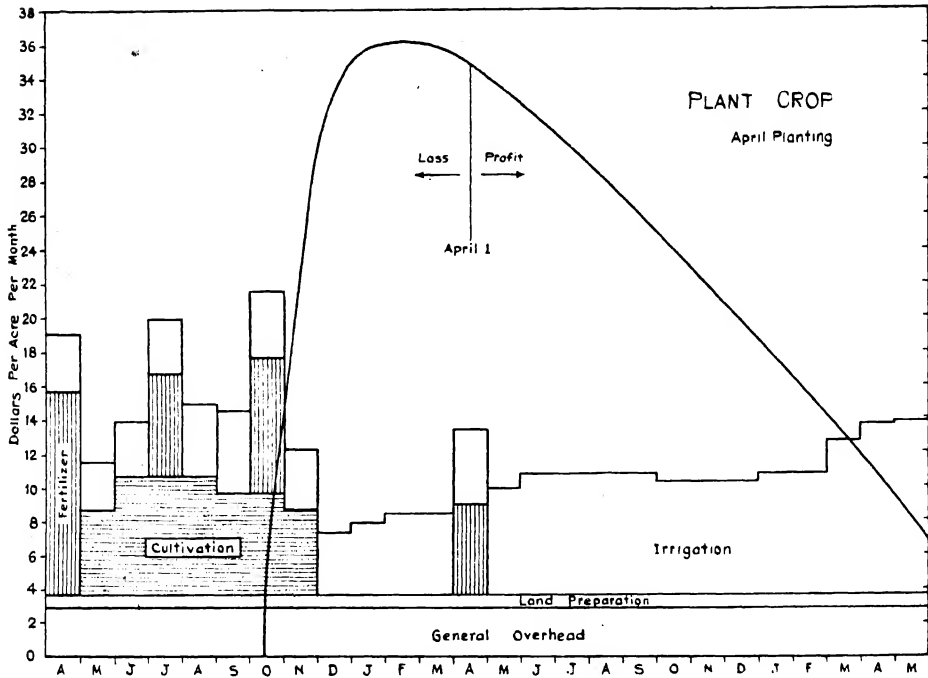 38
36
34
32
30
28
26
24
22
20
18
16
14
12
10
8
6
4
2
0
Dollars Per Acre Per Month
PLANT CROP
April Planting
Loss Profit
April 1
Fertilizer
Cultivation
Irrigation
Land Preparation
General Overhead
A M J J A S O N D J F M A M J J A S O N D J F M A M